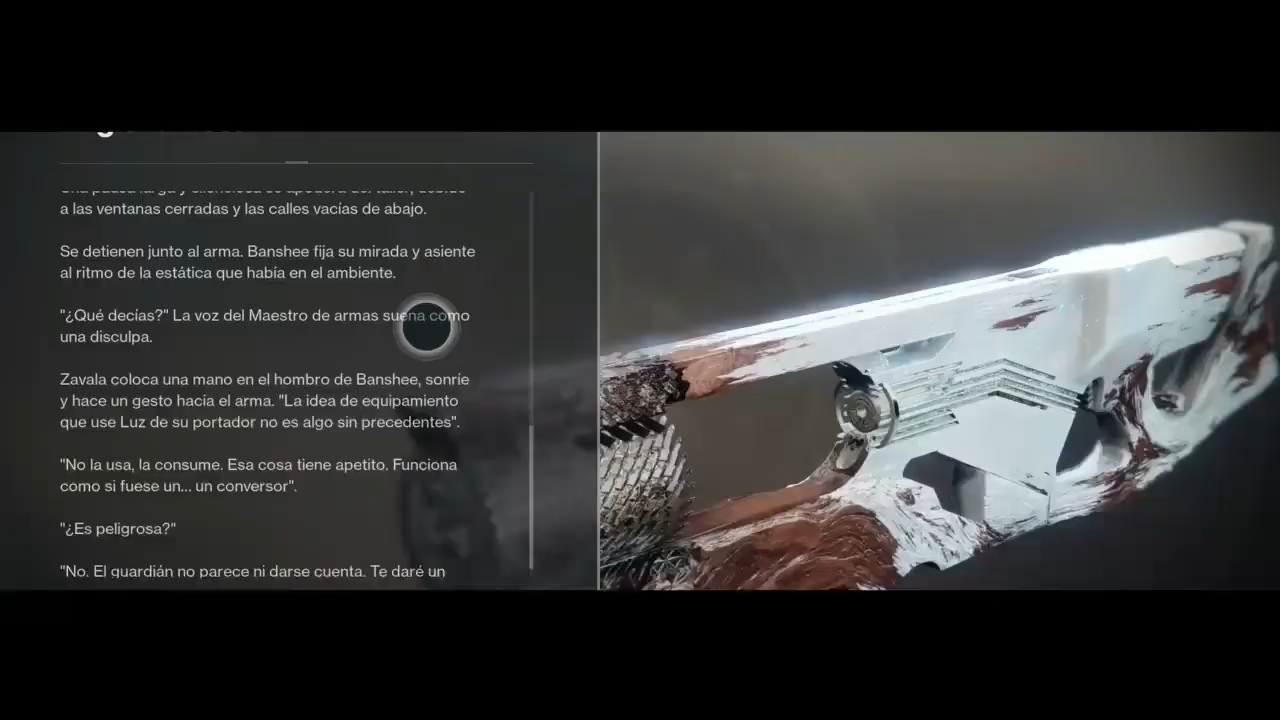 a las ventanas cerradas y las calles vacías de abajo.
Se detienen junto al arma. Banshee fija su mirada y asiente
al ritmo de la estática que había en el ambiente.
"¿Qué decías?" La voz del Maestro de armas suena como
una disculpa.
Zavala coloca una mano en el hombro de Banshee, sonríe
y hace un gesto hacia el arma. "La idea de equipamiento
que use Luz de su portador no es algo sin precedentes".
"No la usa, la consume. Esa cosa tiene apetito. Funciona
como si fuese un... un conversor".
"¿Es peligrosa?"
"No. El guardián no parece ni darse cuenta. Te daré un